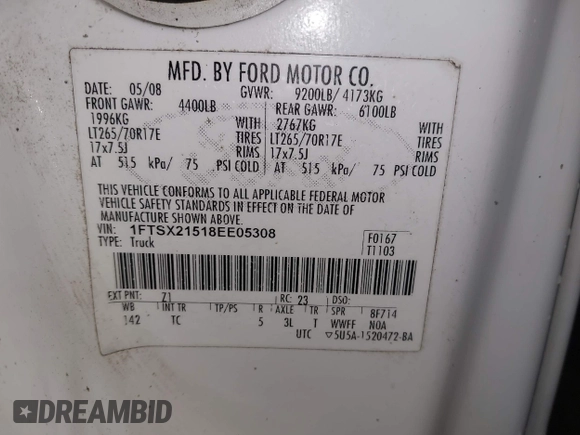 MFD. BY FORD MOTOR CO.
DATE: 05/08 GVWR: 9200LB/ 4173KG
FRONT GAWR: 4400LB REAR GAWR: 6100LB
1996KG WITH 2767KG WITH
LT265/70R17E TIRES LT265/70R17E TIRES
17x7.5J RIMS 17x7.5J RIMS
AT 515 kPa/ 75 PSI COLD AT 515 kPa/ 75 PSI COLD
THIS VEHICLE CONFORMS TO ALL APPLICABLE FEDERAL MOTOR
VEHICLE SAFETY STANDARDS IN EFFECT ON THE DATE OF
MANUFACTURE SHOWN ABOVE.
VIN: 1FTSX21518EE05308 F0167
TYPE: Truck T1103
EXT PNT: Z1 RC: 23 DSO:
WB INT TR TP/PS R AXLE TR SPR 8F714
142 TC 5 3L T WWFF NOA
UTC ▽5U5A-1520472-BA
DREAMBID